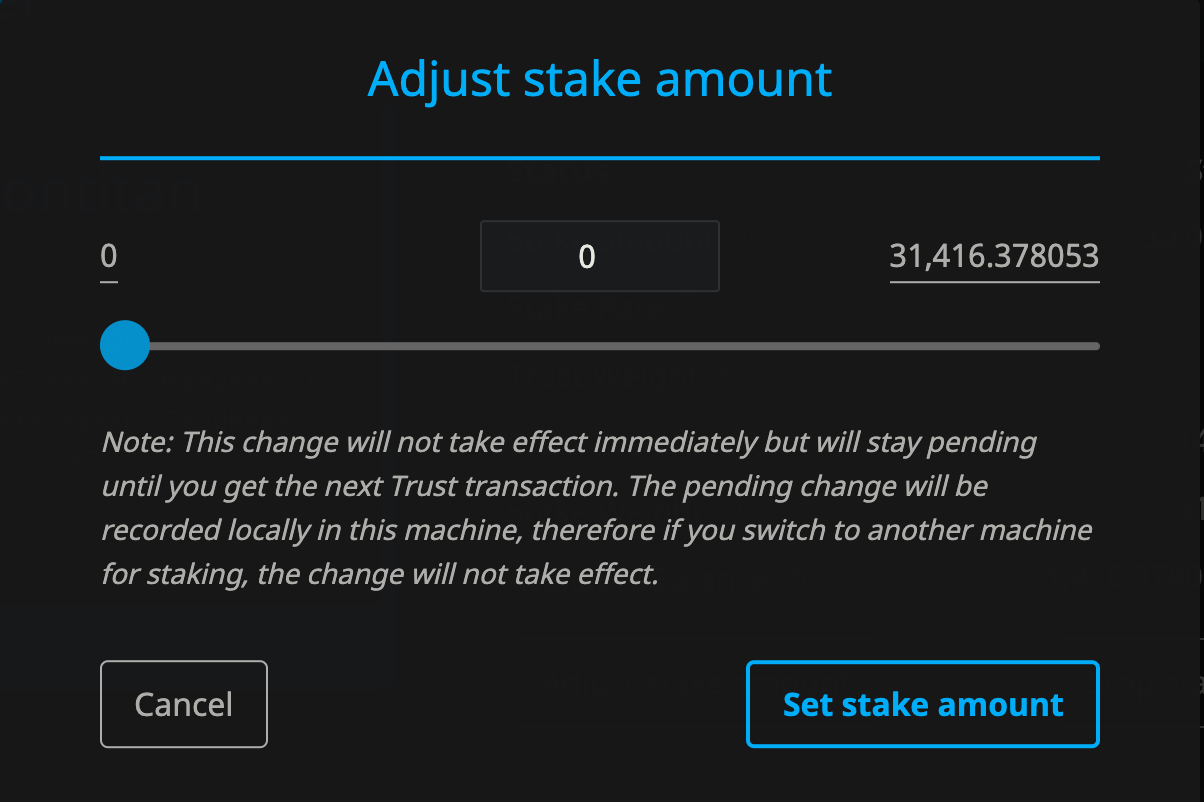 Adjust stake amount
0
0
31,416.378053
Note: This change will not take effect immediately but will stay pending
until you get the next Trust transaction. The pending change will be
recorded locally in this machine, therefore if you switch to another machine
for staking, the change will not take effect.
Cancel
Set stake amount